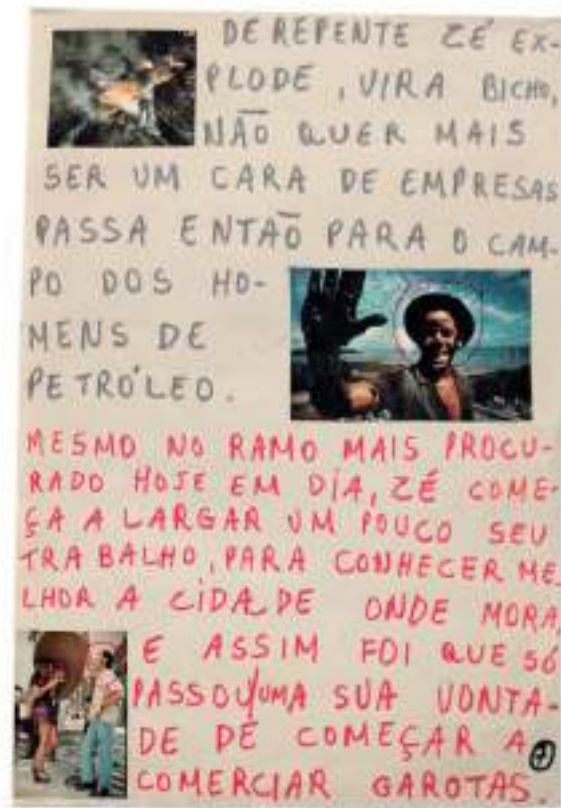 DE REPENTE ZÉ EX-
PLODE, VIRA BICHO,
NÃO QUER MAIS
SER UM CARA DE EMPRESAS
PASSA ENTÃO PARA O CAM-
PO DOS HO-
MENS DE
PETRÓLEO.
MESMO NO RAMO MAIS PROCU-
RADO HOJE EM DÍA, ZÉ COME-
ÇA A LARGAR UM POUCO SEU
TRABALHO, PARA CONHECER ME
LHOR A CIDADE ONDE MORA,
E ASSIM FOI QUE SÓ
PASSOU/UMA SUA VONTA-
DE DE COMEÇAR A
COMERCIAR GAROTAS.